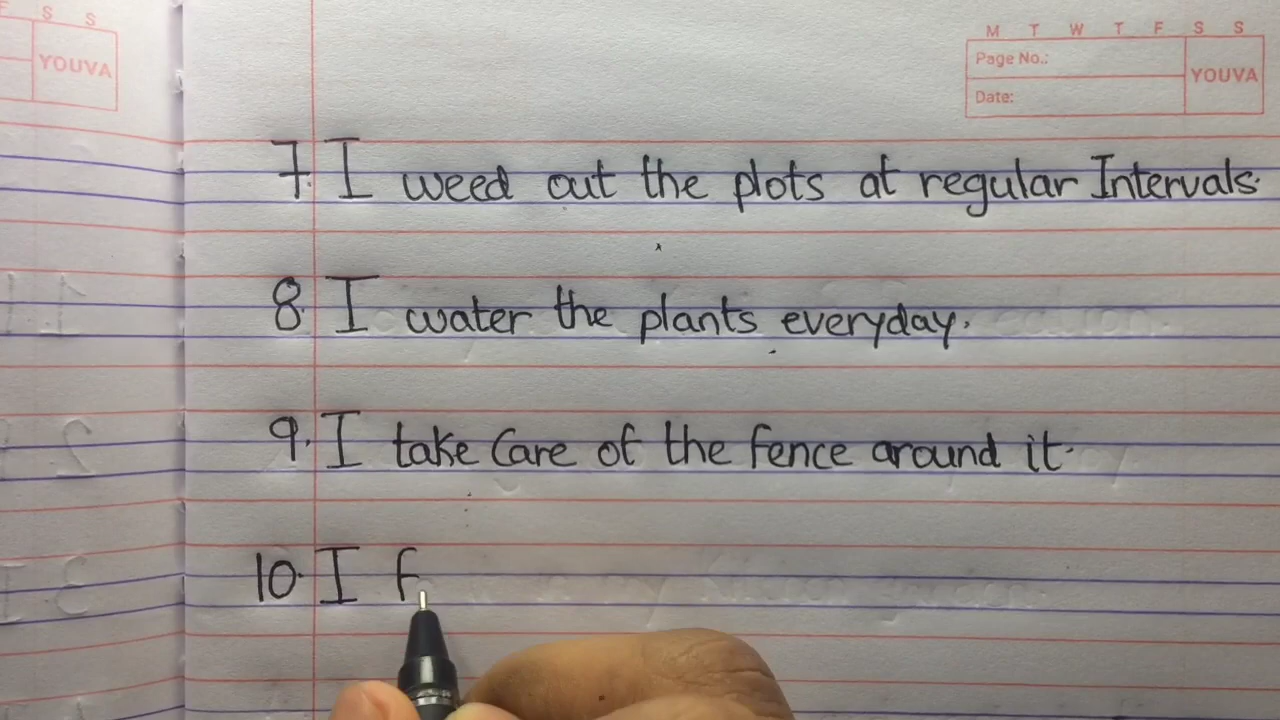 F S S
YOUVA
M T W T F S S
Page No.:
YOUVA
Date:
7. I weed out the plots at regular Intervals.
8. I water the plants everyday.
9. I take Care of the fence around it.
10. I f